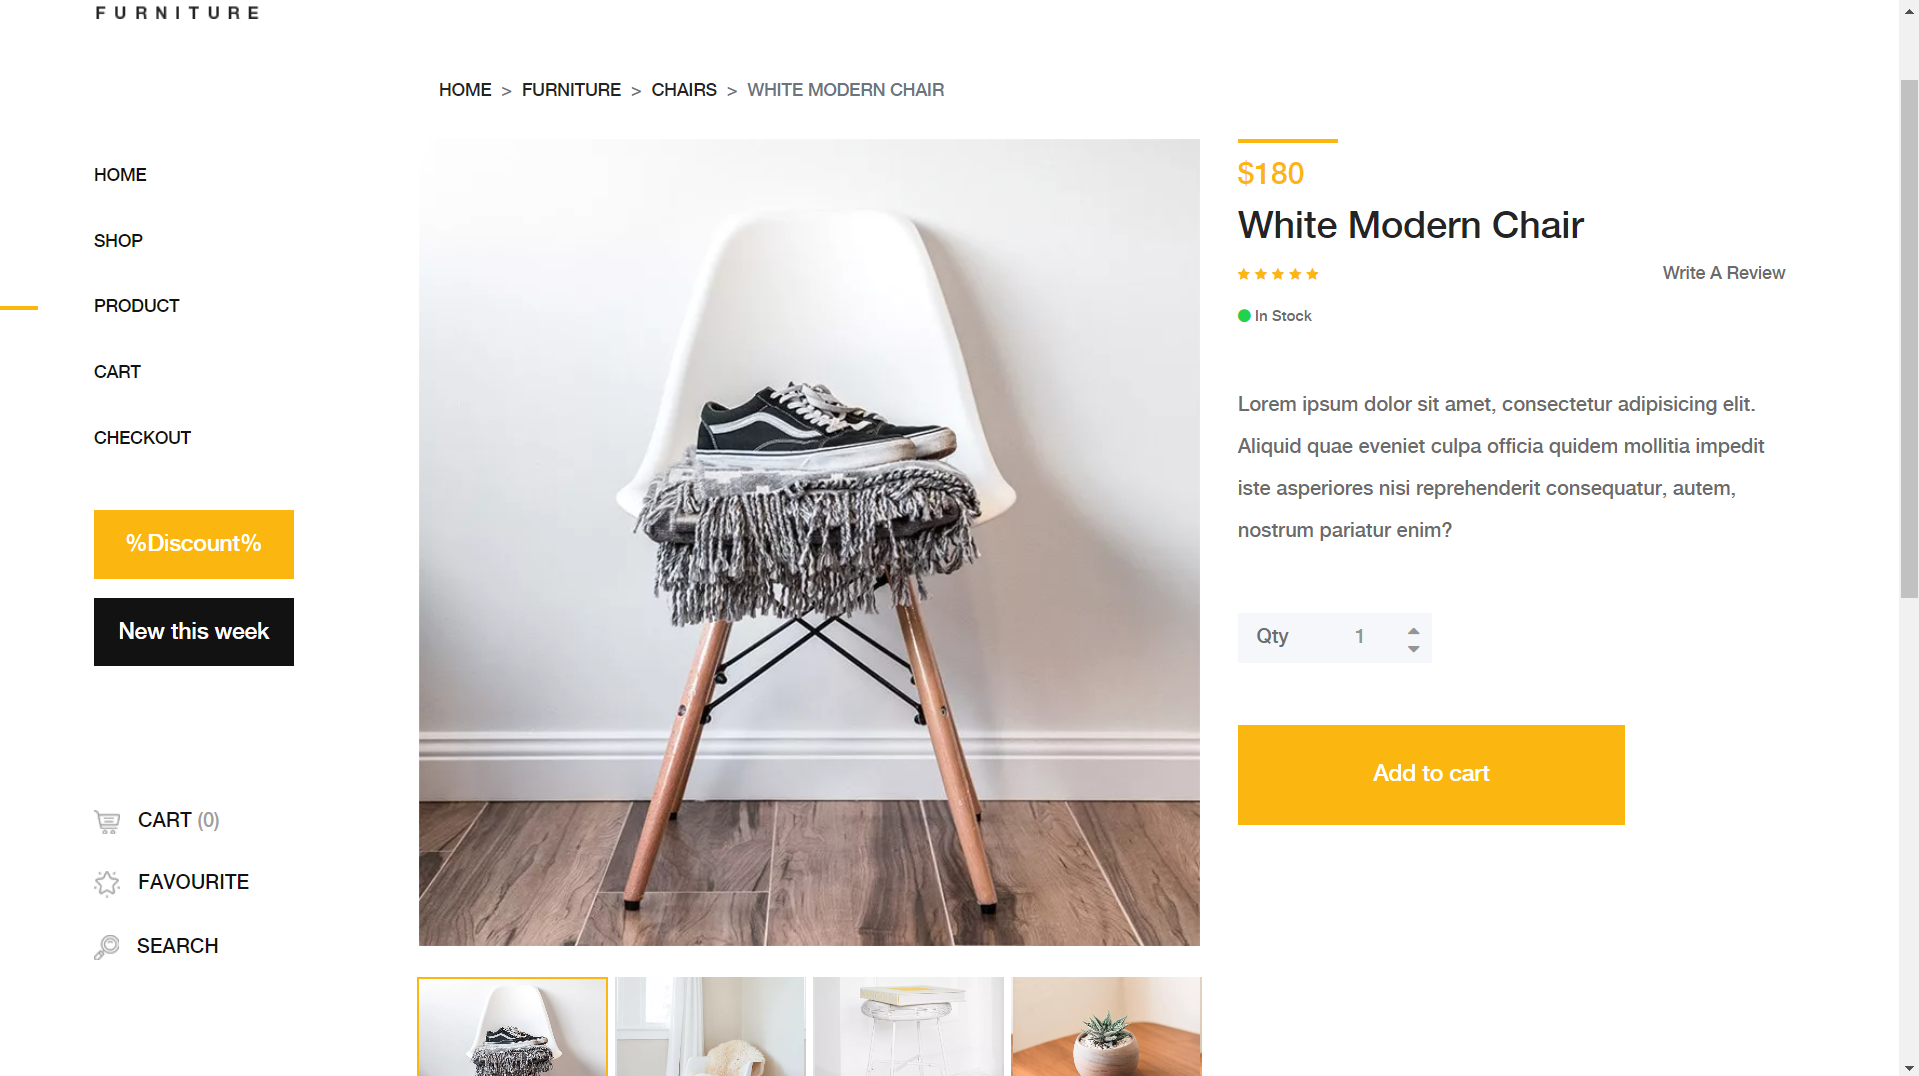 FURNITURE
HOME > FURNITURE > CHAIRS > WHITE MODERN CHAIR
HOME
SHOP
PRODUCT
CART
CHECKOUT
%Discount%
New this week
CART (0)
FAVOURITE
SEARCH
$180
White Modern Chair
Write A Review
In Stock
Lorem ipsum dolor sit amet, consectetur adipisicing elit.
Aliquid quae eveniet culpa officia quidem mollitia impedit
iste asperiores nisi reprehenderit consequatur, autem,
nostrum pariatur enim?
Qty 1
Add to cart